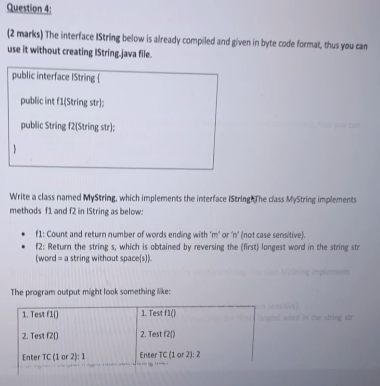 Question 4:
(2 marks) The interface IString below is already compiled and given in byte code format, thus you can
use it without creating IString.java file.
public interface IString {
public int f1(String str);
public String f2(String str);
}
Write a class named MyString, which implements the interface IString. The class MyString implements
methods f1 and f2 in IString as below:
• f1: Count and return number of words ending with 'm' or 'n' (not case sensitive).
• f2: Return the string s, which is obtained by reversing the (first) longest word in the string str
(word = a string without space(s)).
The program output might look something like:
1. Test f1()
2. Test f2()
Enter TC (1 or 2): 1
1. Test f1()
2. Test f2()
Enter TC (1 or 2): 2